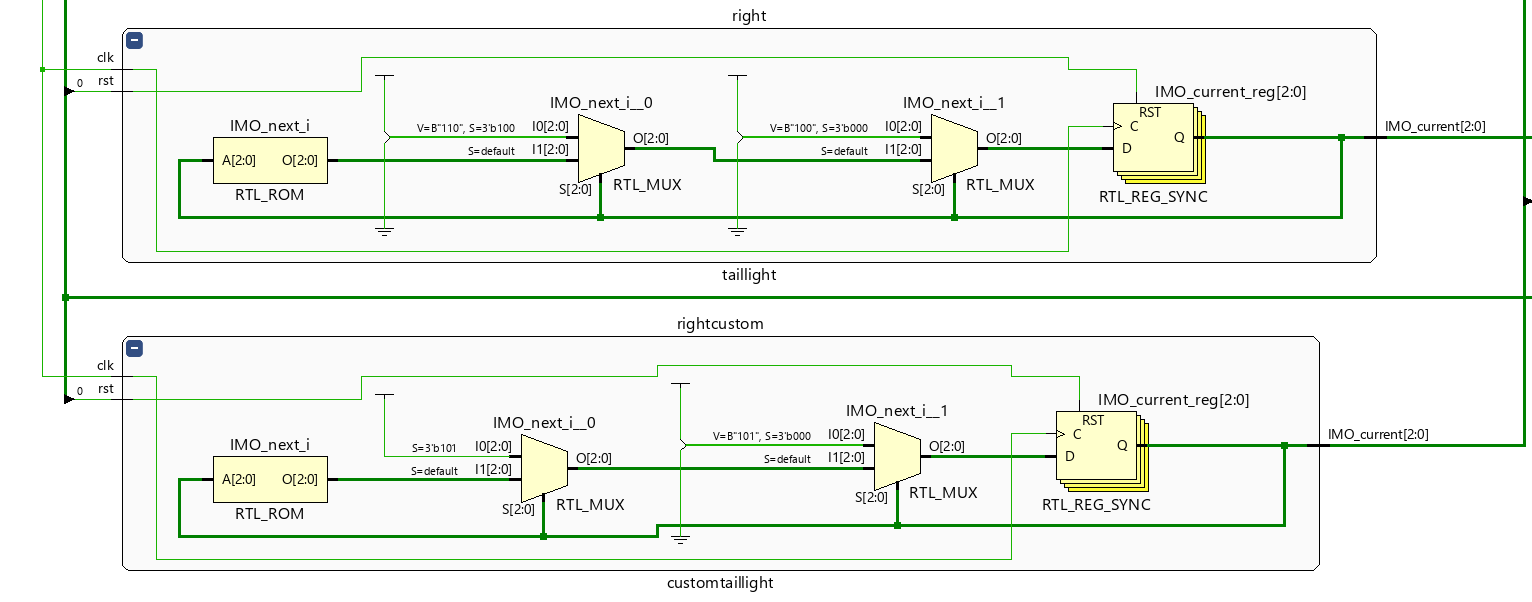 right
clk
0 rst
IMO_next_i
A[2:0] O[2:0]
RTL_ROM
V=B"110", S=3'b100
S=default
IMO_next_i__0
I0[2:0]
I1[2:0]
O[2:0]
S[2:0]
RTL_MUX
V=B"100", S=3'b000
S=default
IMO_next_i__1
I0[2:0]
I1[2:0]
O[2:0]
S[2:0]
RTL_MUX
IMO_current_reg[2:0]
RST
C
Q
D
RTL_REG_SYNC
IMO_current[2:0]
taillight
rightcustom
clk
0 rst
IMO_next_i
A[2:0] O[2:0]
RTL_ROM
S=3'b101
S=default
IMO_next_i__0
I0[2:0]
I1[2:0]
O[2:0]
S[2:0]
RTL_MUX
V=B"101", S=3'b000
S=default
IMO_next_i__1
I0[2:0]
I1[2:0]
O[2:0]
S[2:0]
RTL_MUX
IMO_current_reg[2:0]
RST
C
Q
D
RTL_REG_SYNC
IMO_current[2:0]
customtaillight